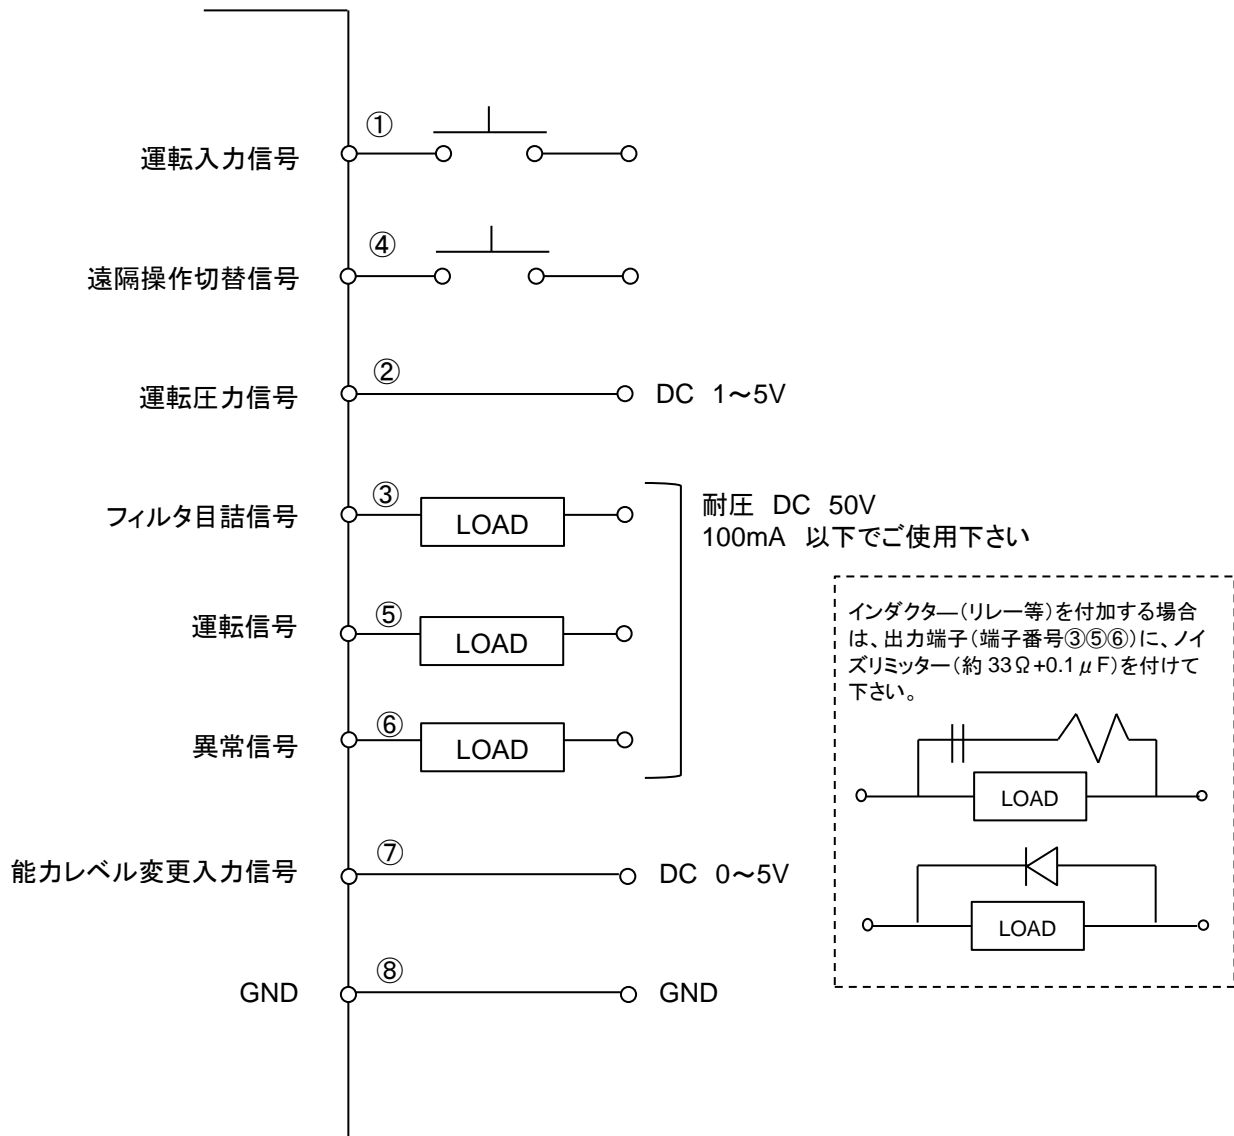 運転入力信号 ①
遠隔操作切替信号 ④
運転圧力信号 ② DC 1～5V
フィルタ目詰信号 ③ LOAD
耐圧 DC 50V
100mA 以下でご使用下さい
運転信号 ⑤ LOAD
異常信号 ⑥ LOAD
能力レベル変更入力信号 ⑦ DC 0～5V
GND ⑧ GND
インダクター(リレー等)を付加する場合
は、出力端子(端子番号③⑤⑥)に、ノイ
ズリミッター(約 33Ω+0.1μF)を付けて
下さい。
LOAD
LOAD